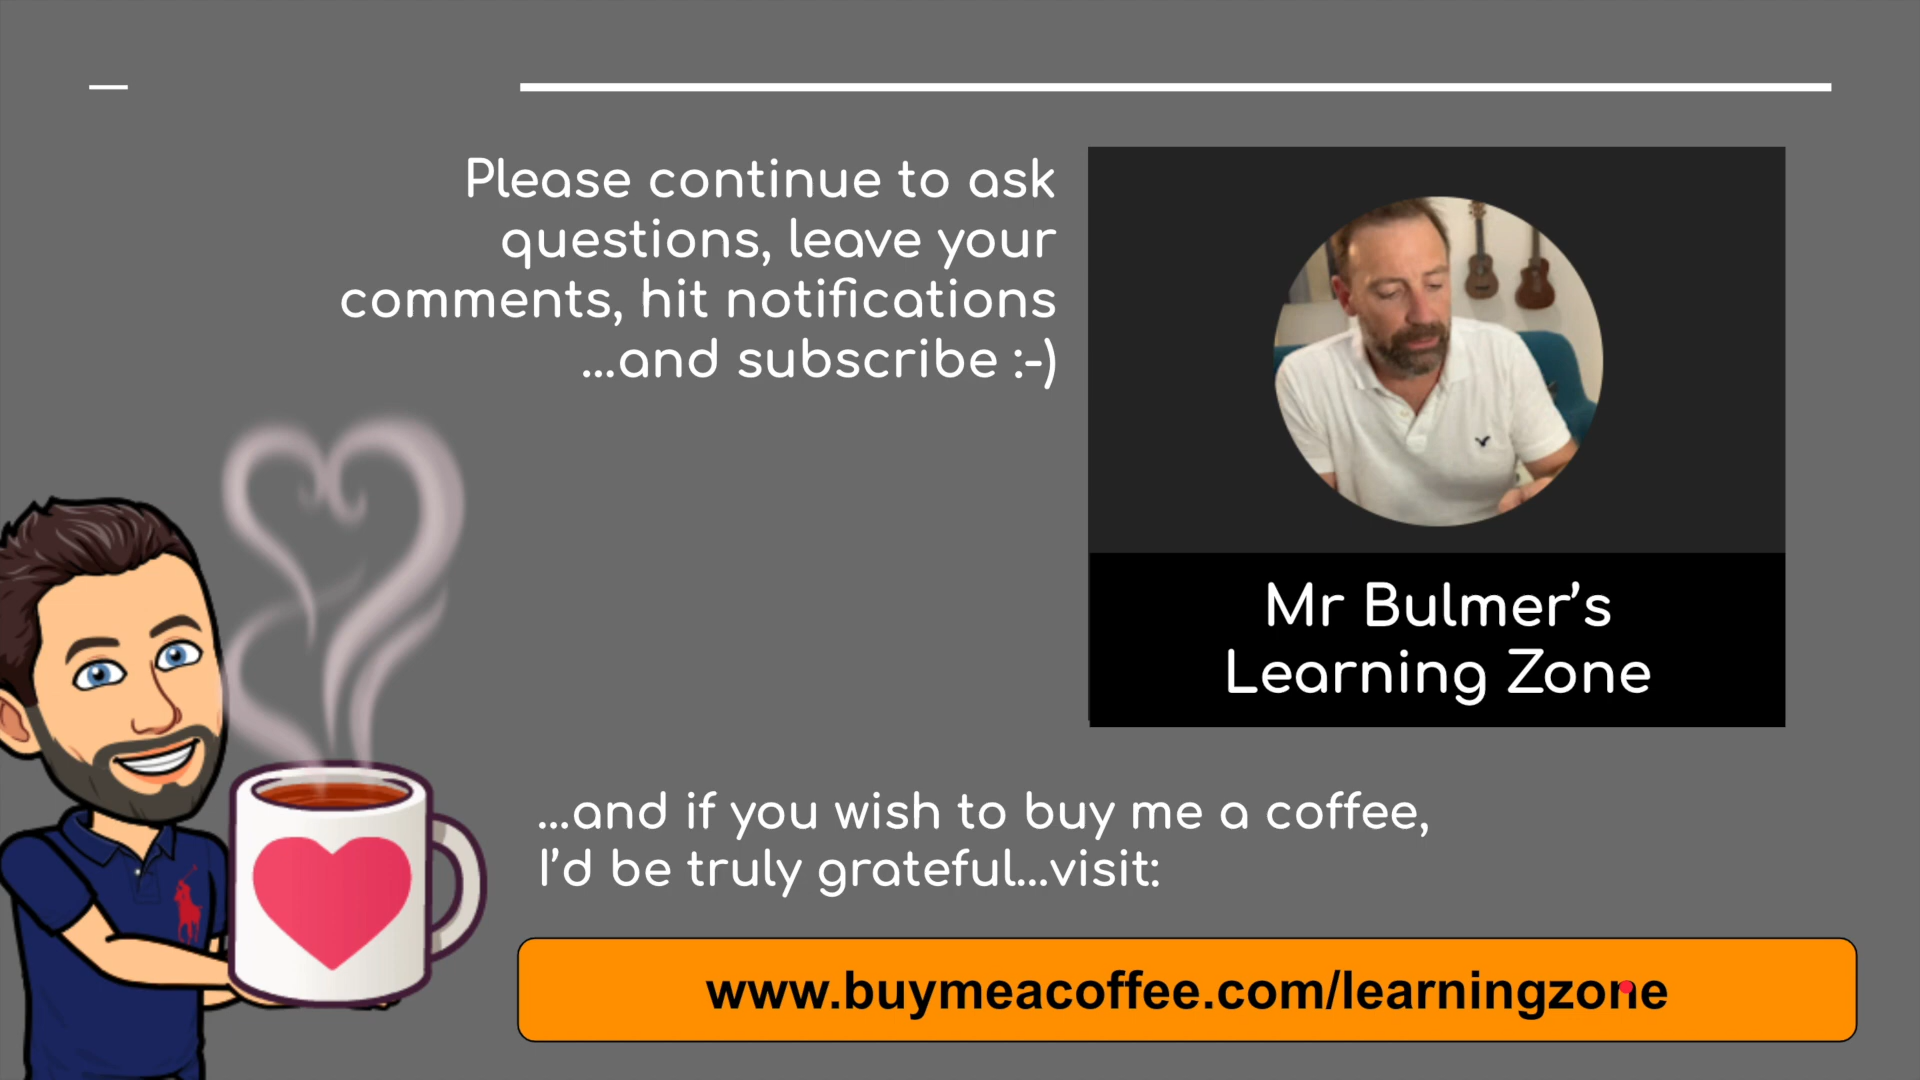 Please continue to ask
questions, leave your
comments, hit notifications
...and subscribe :-)
Mr Bulmer’s
Learning Zone
...and if you wish to buy me a coffee,
I’d be truly grateful...visit:
www.buymeacoffee.com/learningzone